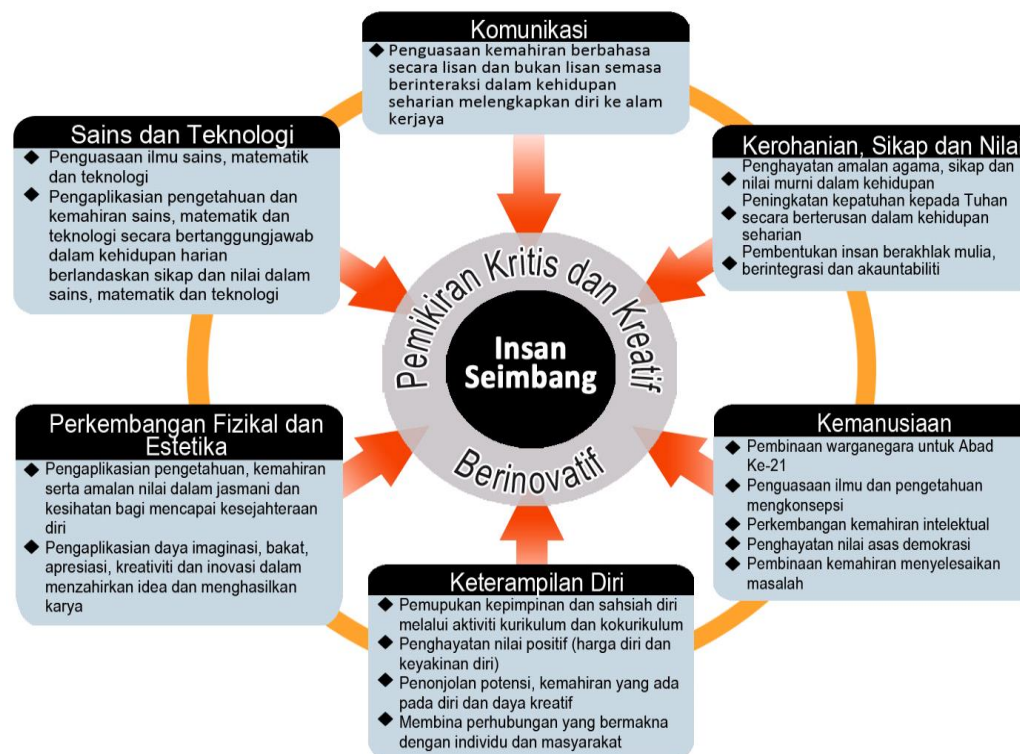 Komunikasi
◆ Penguasaan kemahiran berbahasa
secara lisan dan bukan lisan semasa
berinteraksi dalam kehidupan
seharian melengkapkan diri ke alam
kerjaya
Sains dan Teknologi
◆ Penguasaan ilmu sains, matematik
dan teknologi
◆ Pengaplikasian pengetahuan dan
kemahiran sains, matematik dan
teknologi secara bertanggungjawab
dalam kehidupan harian
berlandaskan sikap dan nilai dalam
sains, matematik dan teknologi
Kerohanian, Sikap dan Nilai
Penghayatan amalan agama, sikap dan
◆ nilai murni dalam kehidupan
Peningkatan kepatuhan kepada Tuhan
◆ secara berterusan dalam kehidupan
seharian
Pembentukan insan berakhlak mulia,
◆ berintegrasi dan akauntabiliti
Pemikiran Kritis dan Kreatif
Insan
Seimbang
Berinovatif
Perkembangan Fizikal dan
Estetika
◆ Pengaplikasian pengetahuan, kemahiran
serta amalan nilai dalam jasmani dan
kesihatan bagi mencapai kesejahteraan
diri
◆ Pengaplikasian daya imaginasi, bakat,
apresiasi, kreativiti dan inovasi dalam
menzahirkan idea dan menghasilkan
karya
Kemanusiaan
◆ Pembinaan warganegara untuk Abad
Ke-21
◆ Penguasaan ilmu dan pengetahuan
mengkonsepsi
◆ Perkembangan kemahiran intelektual
◆ Penghayatan nilai asas demokrasi
◆ Pembinaan kemahiran menyelesaikan
masalah
Keterampilan Diri
◆ Pemupukan kepimpinan dan sahsiah diri
melalui aktiviti kurikulum dan kokurikulum
◆ Penghayatan nilai positif (harga diri dan
keyakinan diri)
◆ Penonjolan potensi, kemahiran yang ada
pada diri dan daya kreatif
◆ Membina perhubungan yang bermakna
dengan individu dan masyarakat